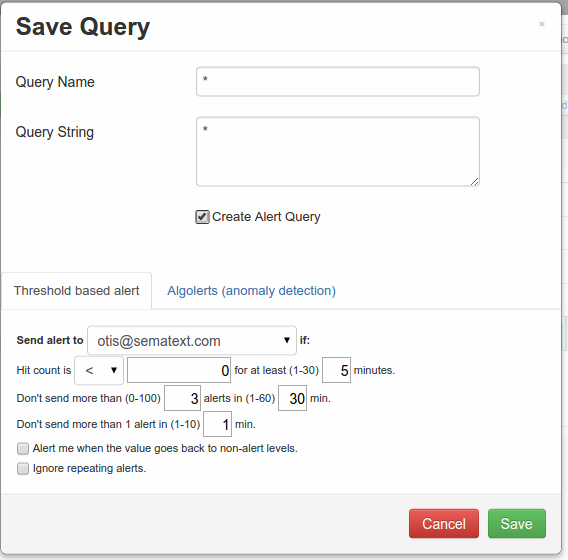 Save Query ×
Query Name *
Query String *
Create Alert Query
Threshold based alert Algolerts (anomaly detection)
Send alert to otis@sematext.com if:
Hit count is < 0 for at least (1-30) 5 minutes.
Don't send more than (0-100) 3 alerts in (1-60) 30 min.
Don't send more than 1 alert in (1-10) 1 min.
Alert me when the value goes back to non-alert levels.
Ignore repeating alerts.
Cancel Save